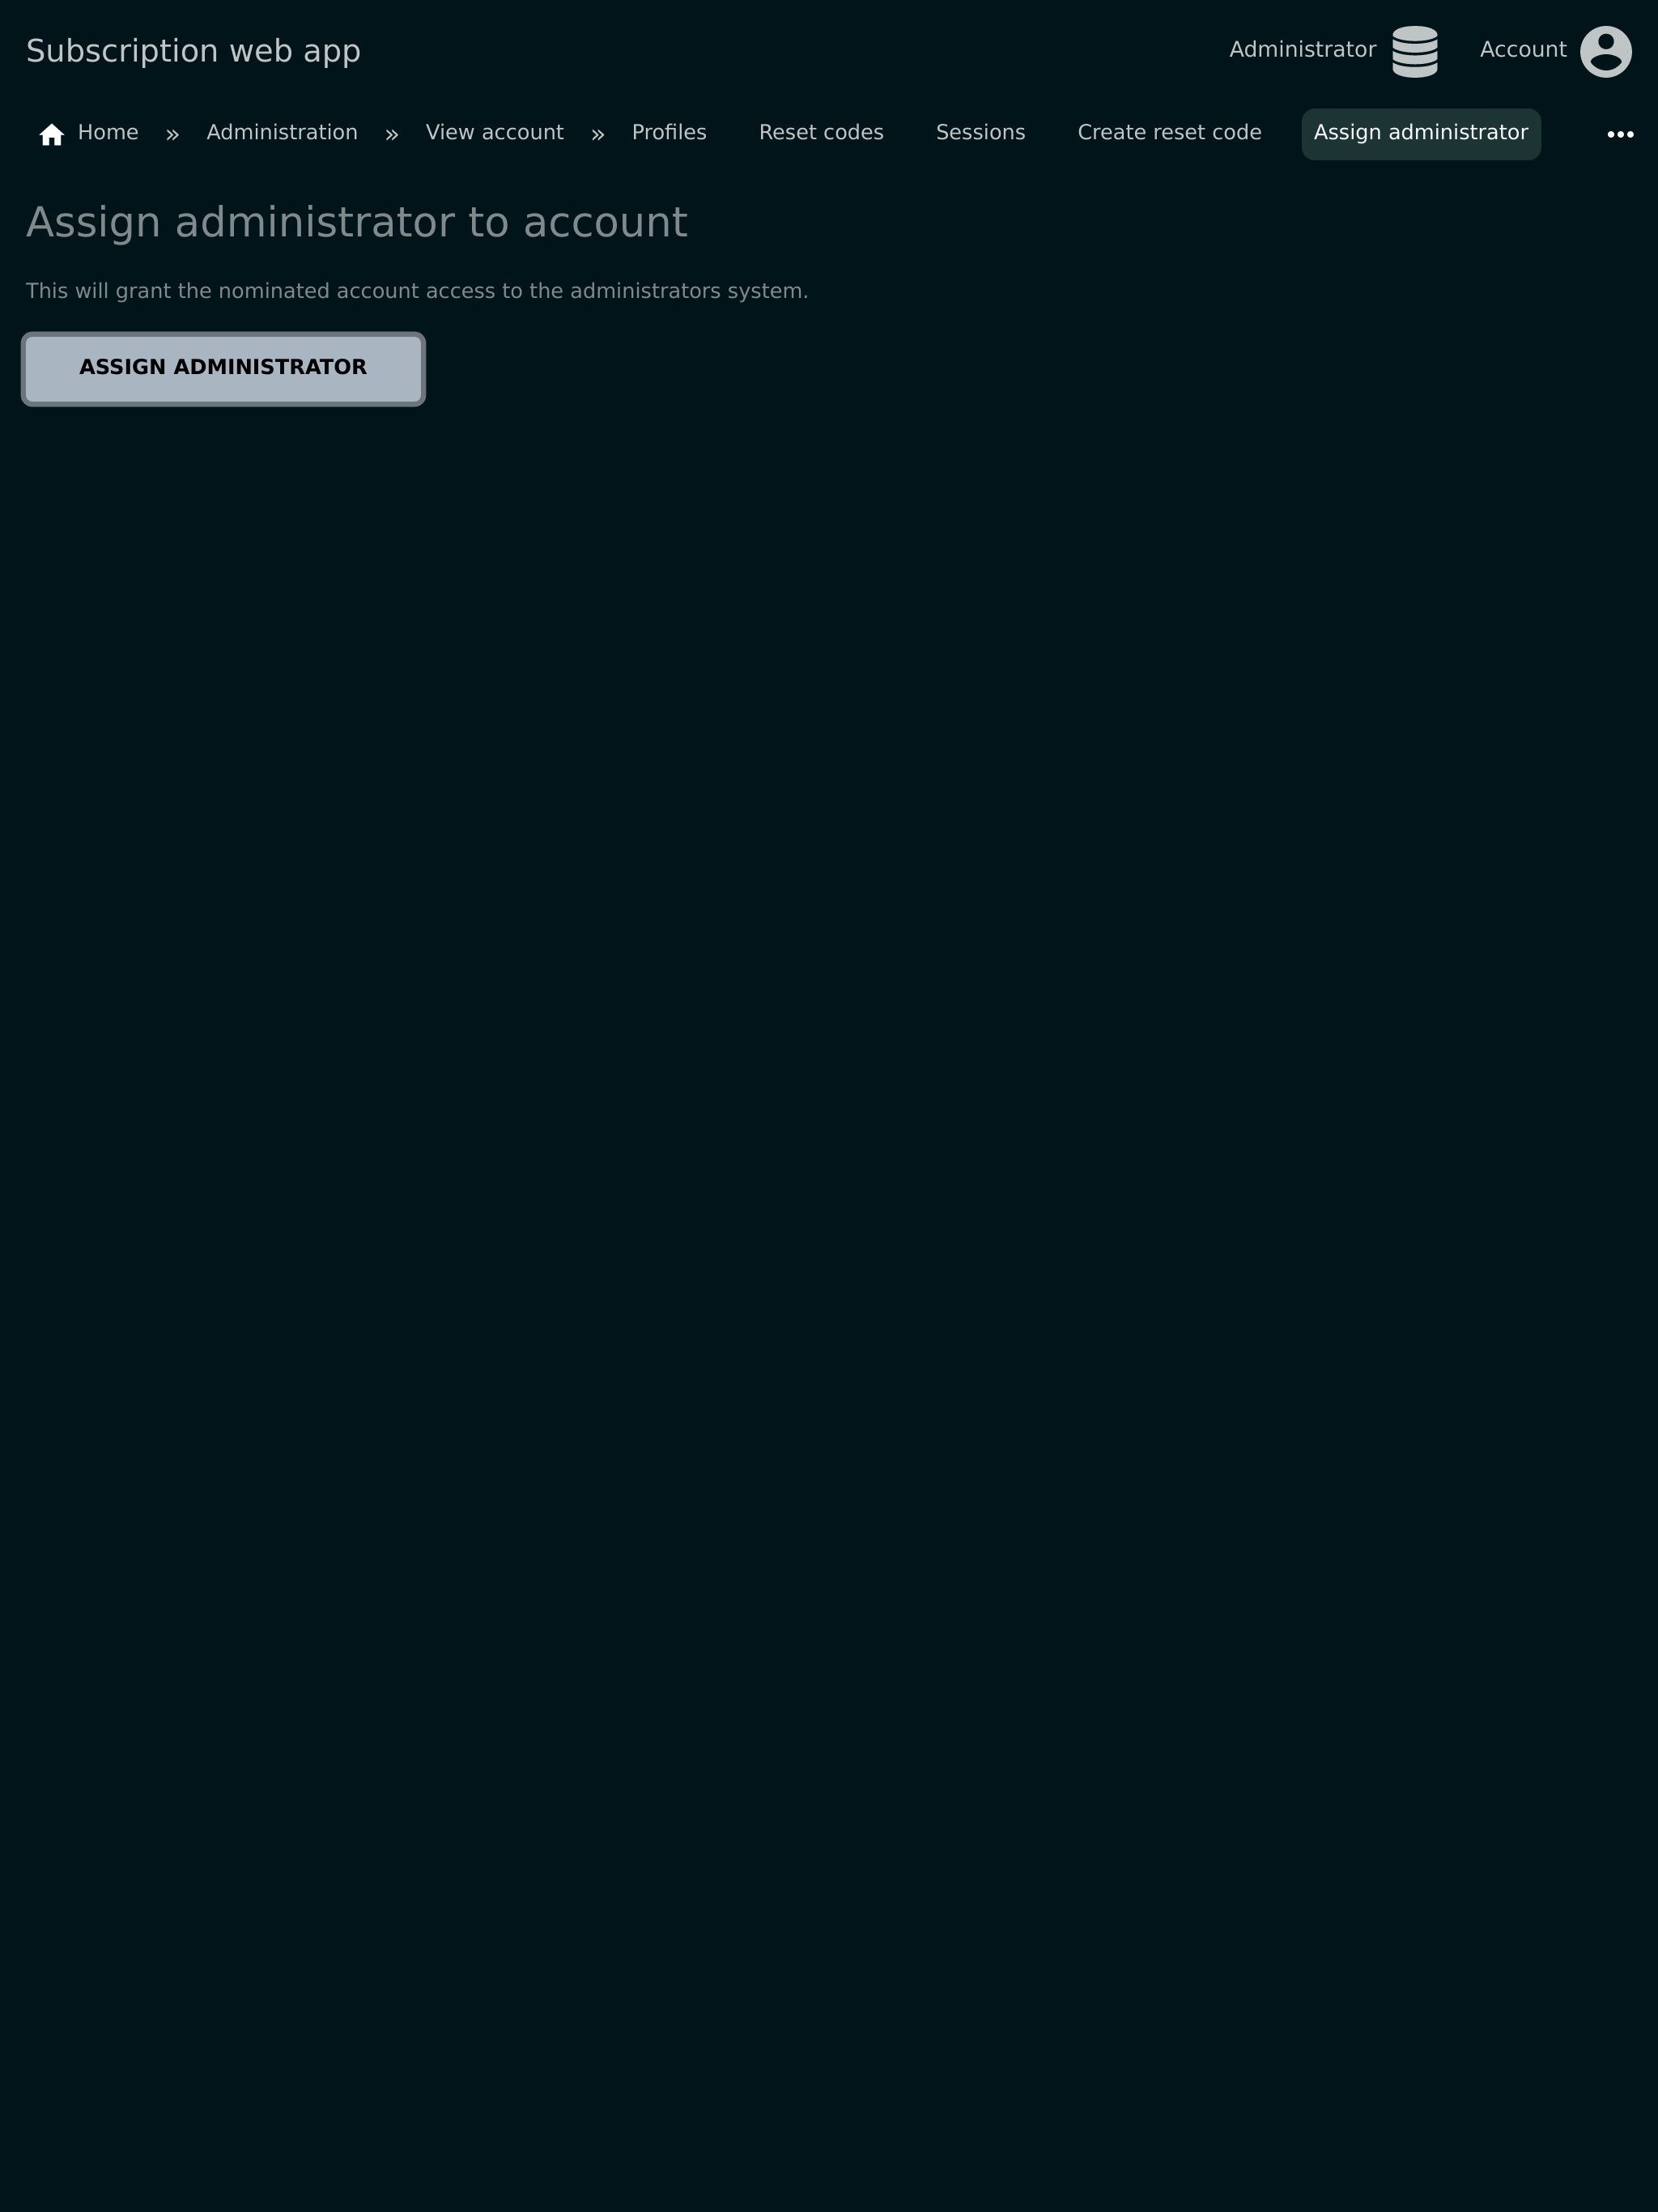 Subscription web app Administrator Account
Home » Administration » View account » Profiles Reset codes Sessions Create reset code Assign administrator •••
Assign administrator to account
This will grant the nominated account access to the administrators system.
ASSIGN ADMINISTRATOR